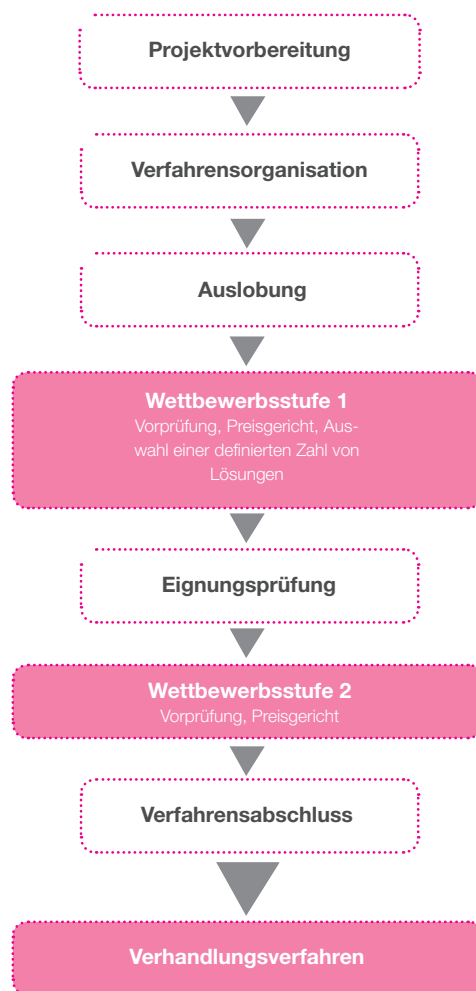 Projektvorbereitung
Verfahrensorganisation
Auslobung
Wettbewerbsstufe 1
Vorprüfung, Preisgericht, Aus-
wahl einer definierten Zahl von
Lösungen
Eignungsprüfung
Wettbewerbsstufe 2
Vorprüfung, Preisgericht
Verfahrensabschluss
Verhandlungsverfahren